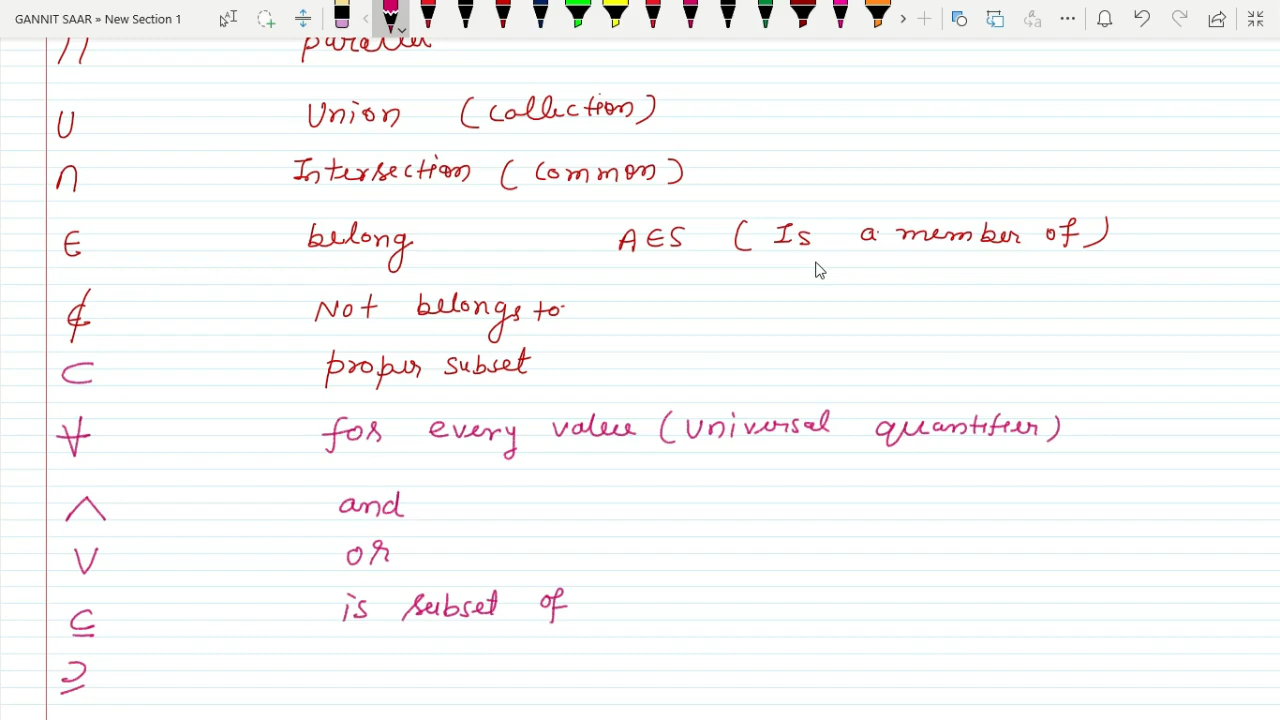 GANNIT SAAR » New Section 1
// parallel
∪ Union (collection)
∩ Intersection (common)
∈ belong A∈S (Is a member of)
∉ Not belongs to
⊂ proper subset
∀ for every value (universal quantifier)
∧ and
∨ or
⊆ is subset of
⊇